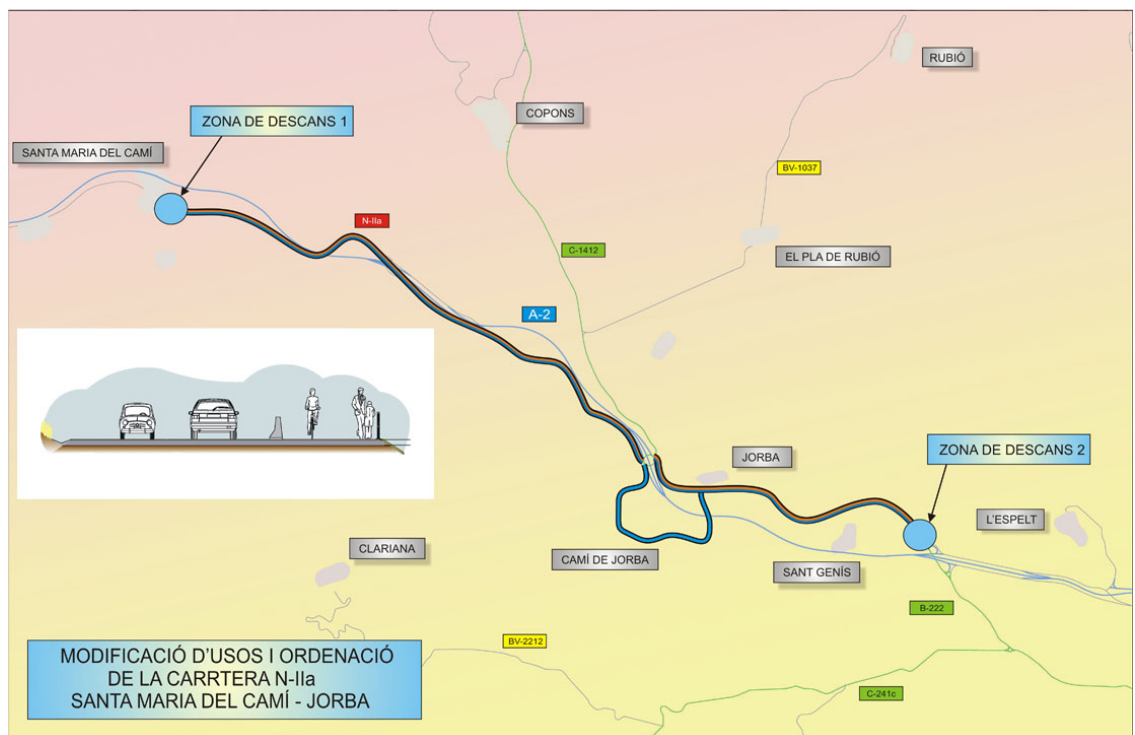 RUBIÓ
COPONS
ZONA DE DESCANS 1
SANTA MARIA DEL CAMÍ
BV-1037
N-IIa
C-1412
EL PLA DE RUBIÓ
A-2
JORBA
ZONA DE DESCANS 2
L'ESPELT
CLARIANA
CAMÍ DE JORBA
SANT GENÍS
B-222
BV-2212
MODIFICACIÓ D'USOS I ORDENACIÓ
DE LA CARRTERA N-IIa
SANTA MARIA DEL CAMÍ - JORBA
C-241c